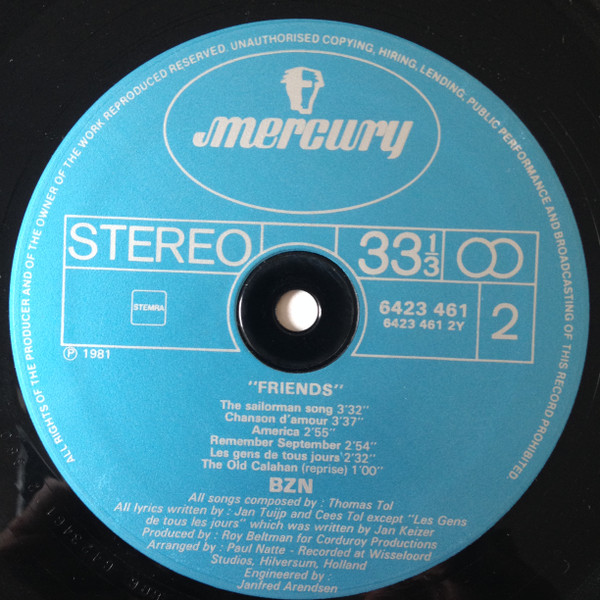 ALL RIGHTS OF THE PRODUCER AND OF THE OWNER OF THE WORK REPRODUCED RESERVED. UNAUTHORISED COPYING, HIRING, LENDING, PUBLIC PERFORMANCE AND BROADCASTING OF THIS RECORD PROHIBITED
mercury
STEREO 33 1/3
STEMRA
6423 461
6423 461 2Y
2
℗ 1981
"FRIENDS"
The sailorman song 3'32"
Chanson d'amour 3'37"
America 2'55"
Remember September 2'54"
Les gens de tous jours 2'32"
The Old Calahan (reprise) 1'00"
BZN
All songs composed by : Thomas Tol
All lyrics written by : Jan Tuijp and Cees Tol except "Les Gens
de tous les jours" which was written by Jan Keizer
Produced by : Roy Beltman for Corduroy Productions
Arranged by : Paul Natte - Recorded at Wisseloord
Studios, Hilversum, Holland
Engineered by :
Janfred Arendsen